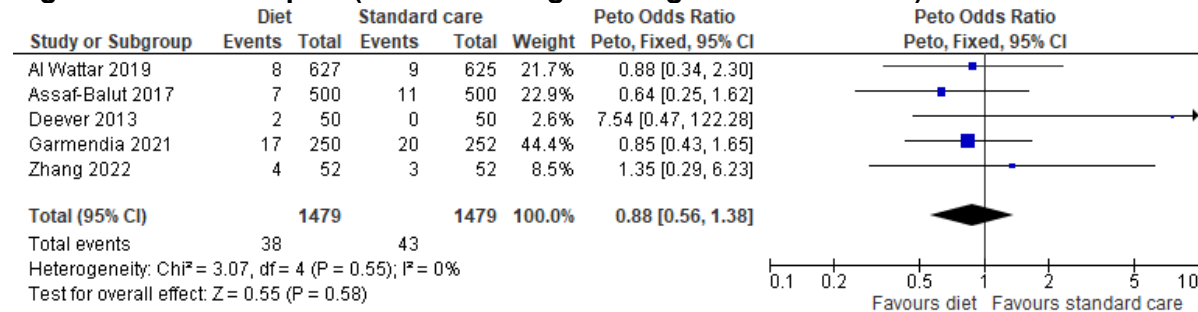 Diet Standard care Peto Odds Ratio Peto Odds Ratio
Study or Subgroup Events Total Events Total Weight Peto, Fixed, 95% CI Peto, Fixed, 95% CI
Al Wattar 2019 8 627 9 625 21.7% 0.88 [0.34, 2.30]
Assaf-Balut 2017 7 500 11 500 22.9% 0.64 [0.25, 1.62]
Deever 2013 2 50 0 50 2.6% 7.54 [0.47, 122.28]
Garmendia 2021 17 250 20 252 44.4% 0.85 [0.43, 1.65]
Zhang 2022 4 52 3 52 8.5% 1.35 [0.29, 6.23]
Total (95% CI) 1479 1479 100.0% 0.88 [0.56, 1.38]
Total events 38 43
Heterogeneity: Chi² = 3.07, df = 4 (P = 0.55); I² = 0%
Test for overall effect: Z = 0.55 (P = 0.58)
0.1 0.2 0.5 1 2 5 10
Favours diet Favours standard care